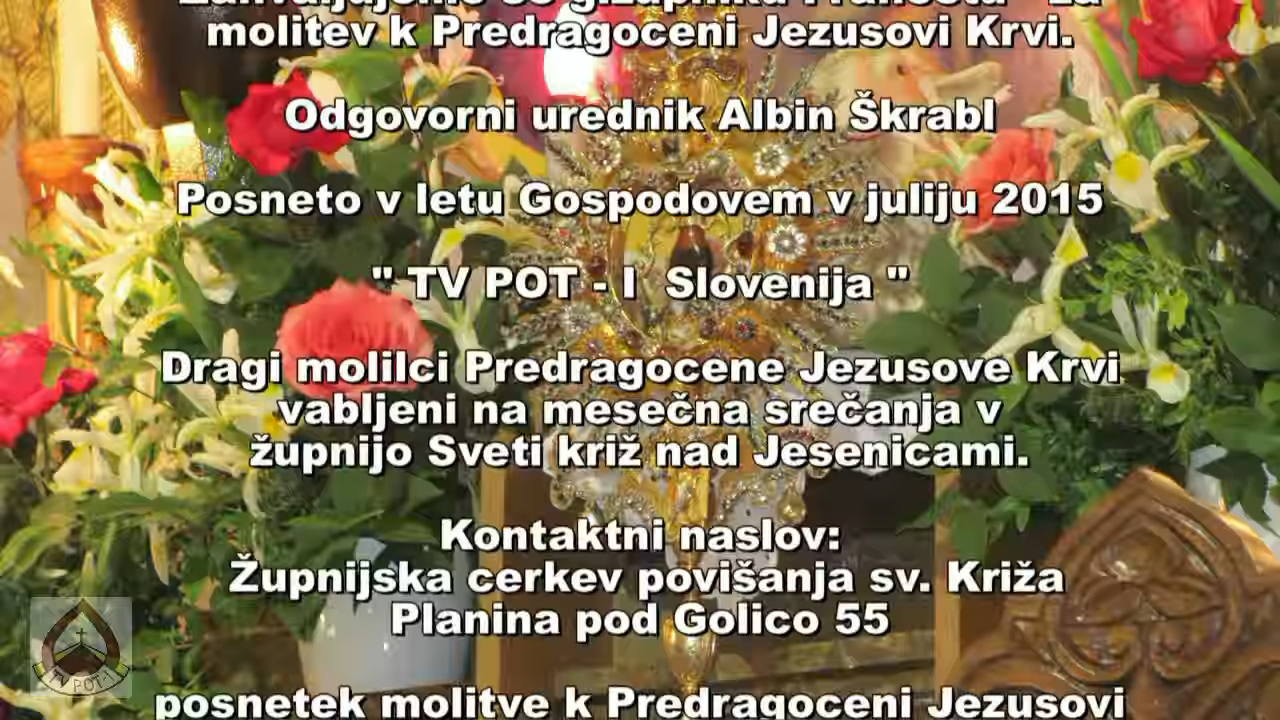 molitev k Predragoceni Jezusovi Krvi.
Odgovorni urednik Albin Škrabl
Posneto v letu Gospodovem v juliju 2015
" TV POT - I Slovenija "
Dragi molilci Predragocene Jezusove Krvi
vabljeni na mesečna srečanja v
župnijo Sveti križ nad Jesenicami.
Kontaktni naslov:
Župnijska cerkev povišanja sv. Križa
Planina pod Golico 55
TV POT-I
posnetek molitve k Predragoceni Jezusovi